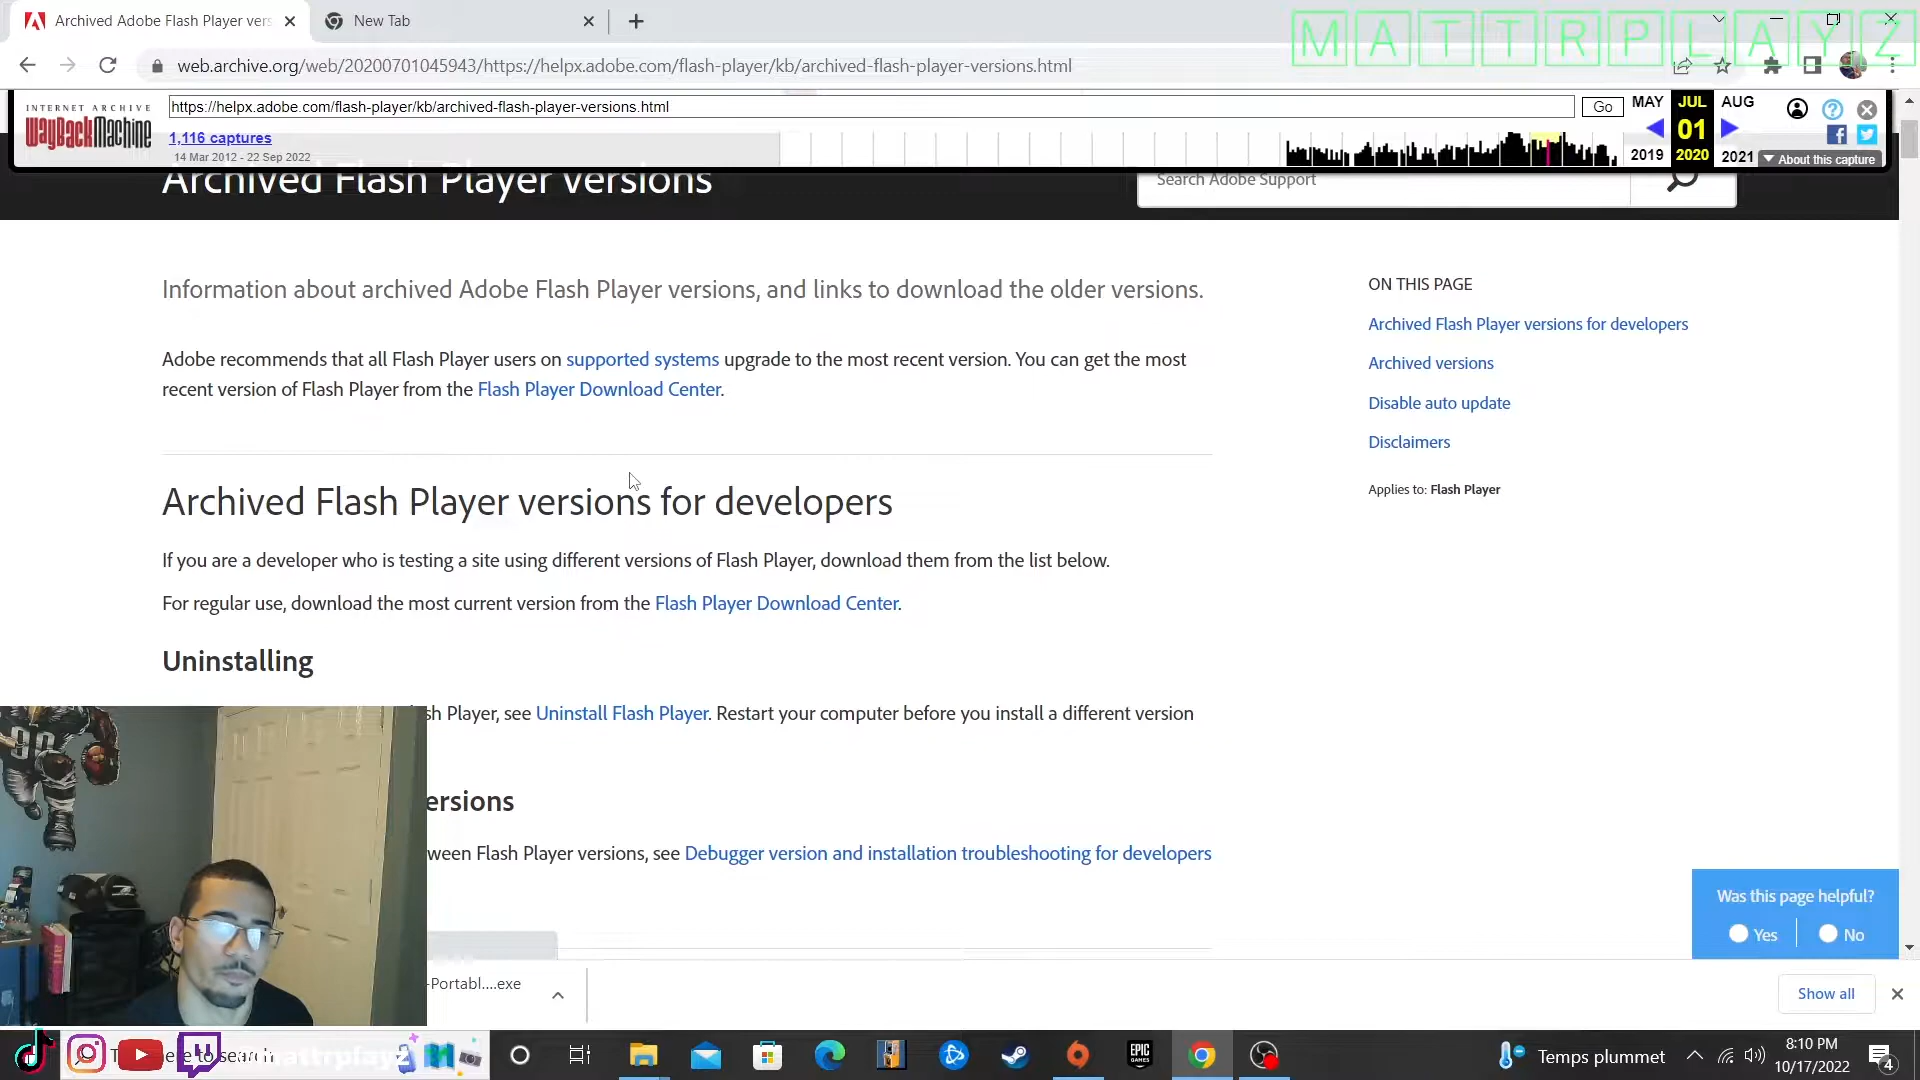 Archived Adobe Flash Player vers
New Tab
MATTRPLAYZ
web.archive.org/web/20200701045943/https://helpx.adobe.com/flash-player/kb/archived-flash-player-versions.html
INTERNET ARCHIVE
WayBackMachine
https://helpx.adobe.com/flash-player/kb/archived-flash-player-versions.html
Go
MAY JUL AUG
1,116 captures
01
14 Mar 2012 - 22 Sep 2022
2019 2020 2021
About this capture
Archived Flash Player versions
Search Adobe Support
Information about archived Adobe Flash Player versions, and links to download the older versions.
Adobe recommends that all Flash Player users on supported systems upgrade to the most recent version. You can get the most
recent version of Flash Player from the Flash Player Download Center.
ON THIS PAGE
Archived Flash Player versions for developers
Archived versions
Disable auto update
Disclaimers
Applies to: Flash Player
Archived Flash Player versions for developers
If you are a developer who is testing a site using different versions of Flash Player, download them from the list below.
For regular use, download the most current version from the Flash Player Download Center.
Uninstalling
sh Player, see Uninstall Flash Player. Restart your computer before you install a different version
ersions
ween Flash Player versions, see Debugger version and installation troubleshooting for developers
Was this page helpful?
Yes No
-Portabl....exe
Show all
ere to search
mattrplayz
EPIC
GAMES
Temps plummet
8:10 PM
10/17/2022
4